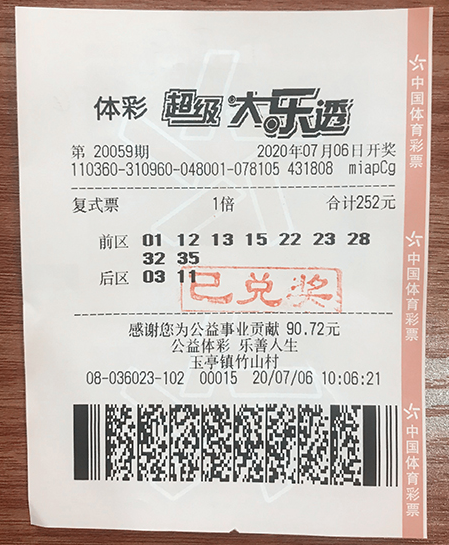 体彩 超级大乐透
第 20059期 2020年07月06日开奖
110360-310960-048001-078105 431808 miapCg
复式票 1倍 合计252元
前区 01 12 13 15 22 23 28
32 35
后区 03 11
已兑奖
感谢您为公益事业贡献 90.72元
公益体彩 乐善人生
玉亭镇竹山村
08-036023-102 00015 20/07/06 10:06:21
中国体育彩票
中国体育彩票
中国体育彩票